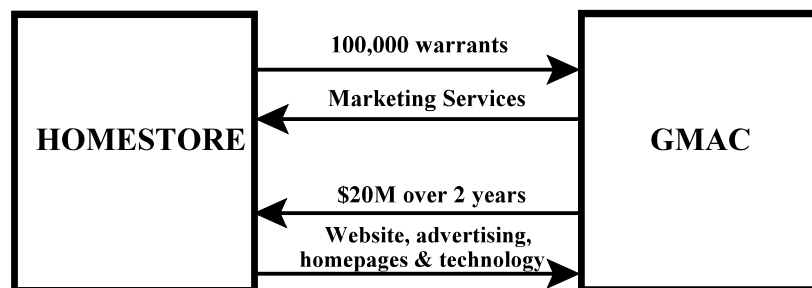 100,000 warrants
Marketing Services
HOMESTORE
GMAC
$20M over 2 years
Website, advertising,
homepages & technology